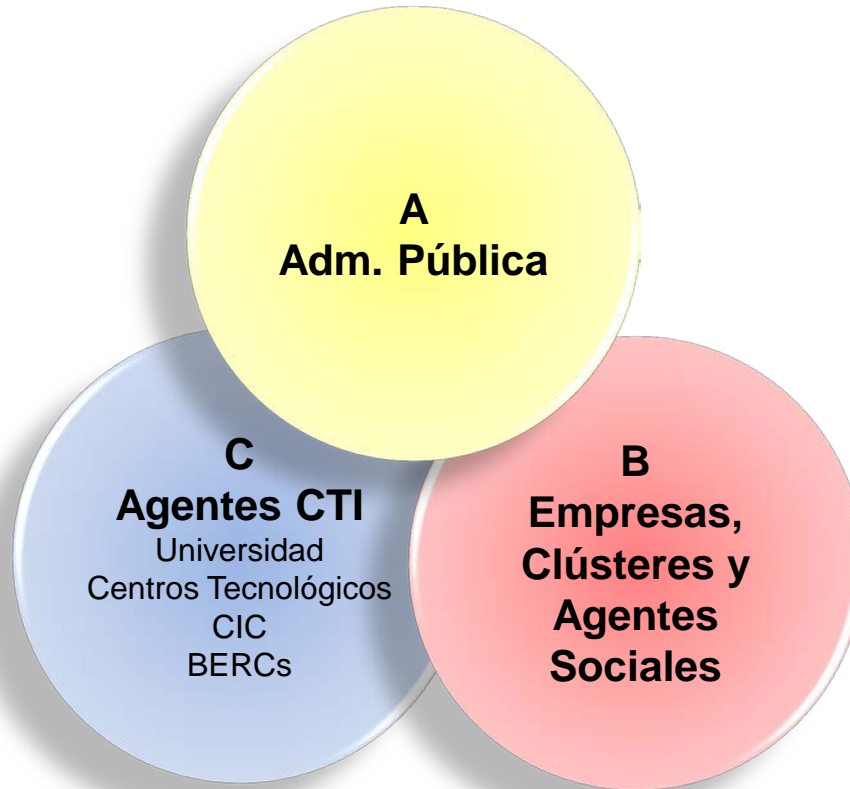 A
Adm. Pública
C
Agentes CTI
Universidad
Centros Tecnológicos
CIC
BERCs
B
Empresas,
Clústeres y
Agentes
Sociales